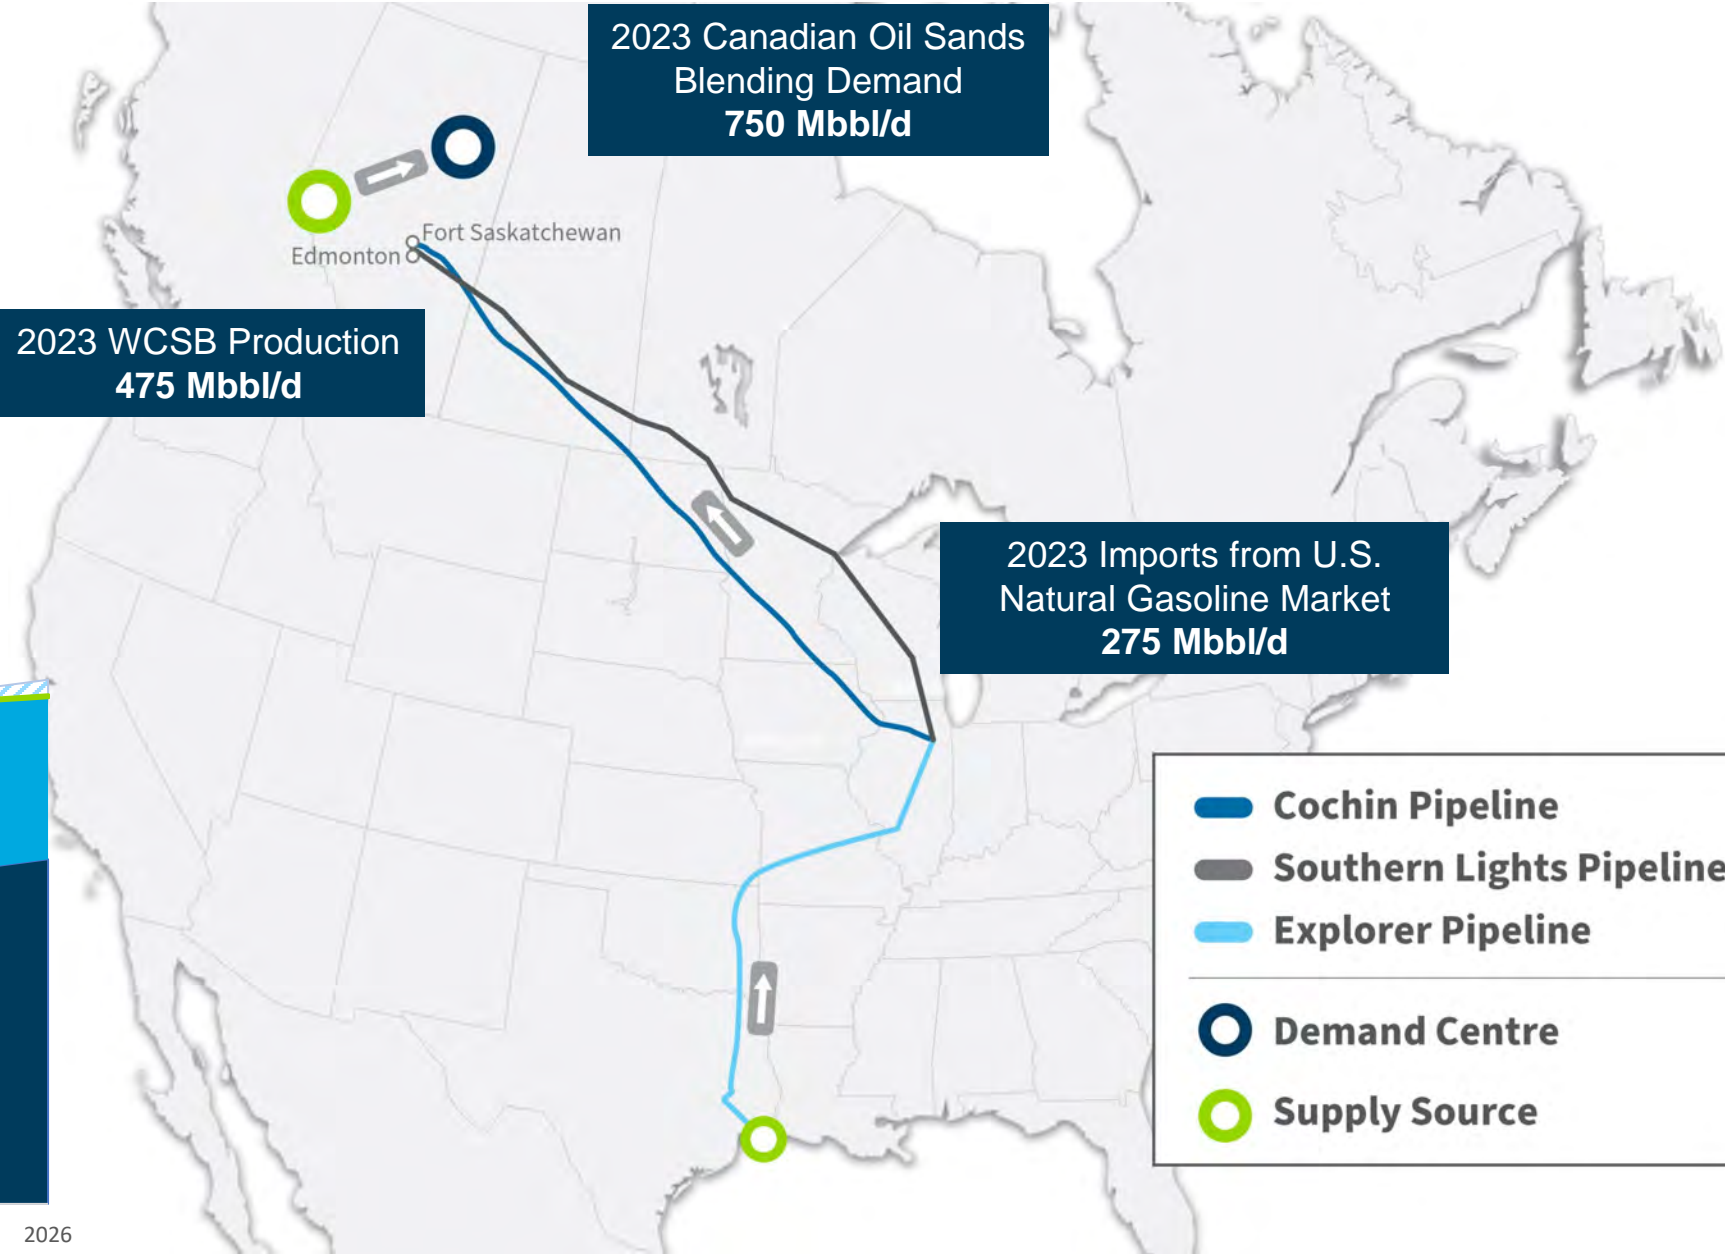 2023 Canadian Oil Sands
Blending Demand
750 Mbbl/d
Fort Saskatchewan
Edmonton
2023 WCSB Production
475 Mbbl/d
2023 Imports from U.S.
Natural Gasoline Market
275 Mbbl/d
Cochin Pipeline
Southern Lights Pipeline
Explorer Pipeline
Demand Centre
Supply Source
2026